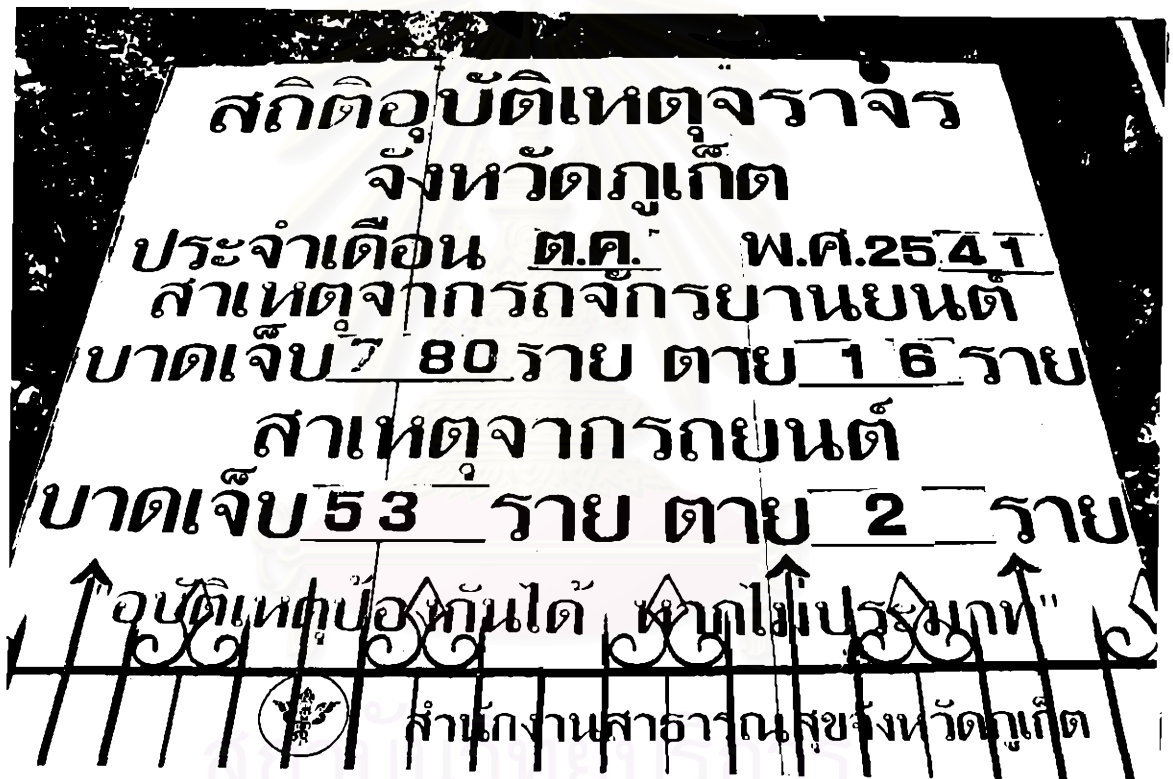 สถิติอุบัติเหตุจราจร
จังหวัดภูเก็ต
ประจำเดือน ต.ค. พ.ศ.2541
สาเหตุจากรถจักรยานยนต์
บาดเจ็บ 780 ราย ตาย 16 ราย
สาเหตุจากรถยนต์
บาดเจ็บ 53 ราย ตาย 2 ราย
"อุบัติเหตุป้องกันได้ หากไม่ประมาท"
สำนักงานสาธารณสุขจังหวัดภูเก็ต